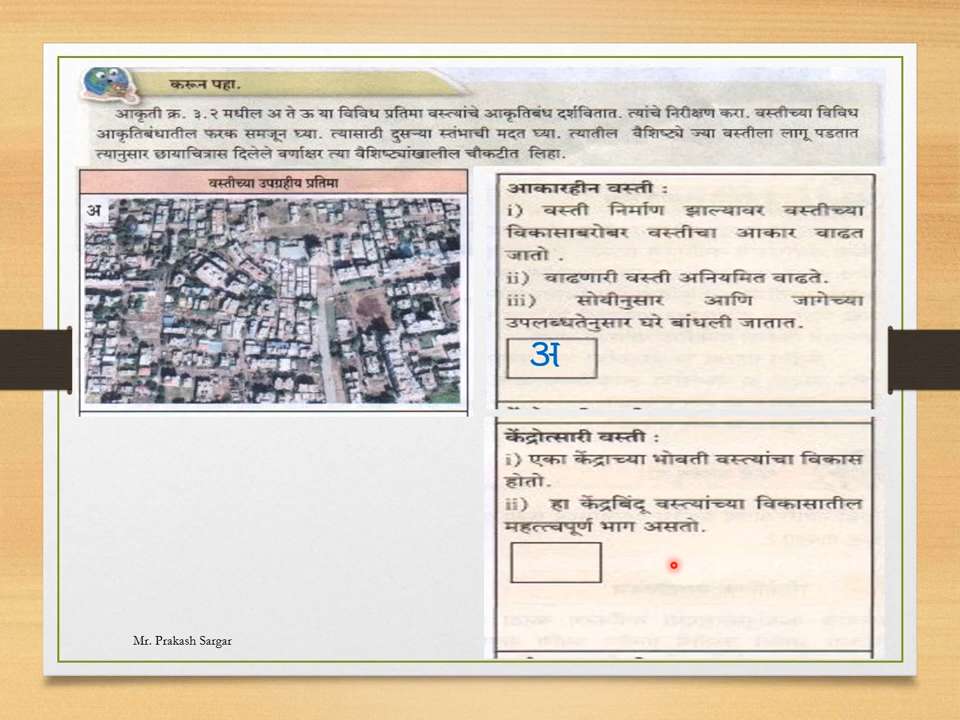 करून पहा.
आकृती क्र. ३.२ मधील अ ते ऊ या विविध प्रतिमा वस्त्यांचे आकृतिबंध दर्शवितात. त्यांचे निरीक्षण करा. वस्तीच्या विविध
आकृतिबंधातील फरक समजून घ्या. त्यासाठी दुसऱ्या स्तंभाची मदत घ्या. त्यातील वैशिष्ट्ये ज्या वस्तीला लागू पडतात
त्यानुसार छायाचित्रास दिलेले वर्णाक्षर त्या वैशिष्ट्यांखालील चौकटीत लिहा.
वस्तीच्या उपग्रहीय प्रतिमा
अ
आकारहीन वस्ती :
i) वस्ती निर्माण झाल्यावर वस्तीच्या
विकासाबरोबर वस्तीचा आकार वाढत
जातो .
ii) वाढणारी वस्ती अनियमित वाढते.
iii) सोयीनुसार आणि जागेच्या
उपलब्धतेनुसार घरे बांधली जातात.
अ
केंद्रोत्सारी वस्ती :
i) एका केंद्राच्या भोवती वस्त्यांचा विकास
होतो.
ii) हा केंद्रबिंदू वस्त्यांच्या विकासातील
महत्त्वपूर्ण भाग असतो.
Mr. Prakash Sargar